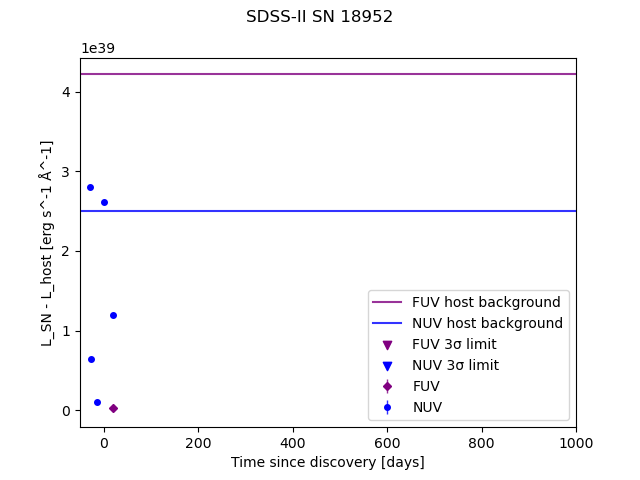 SDSS-II SN 18952
1e39
4
3
2
1
0
L_SN - L_host [erg s^-1 Å^-1]
FUV host background
NUV host background
FUV 3σ limit
NUV 3σ limit
FUV
NUV
0 200 400 600 800 1000
Time since discovery [days]